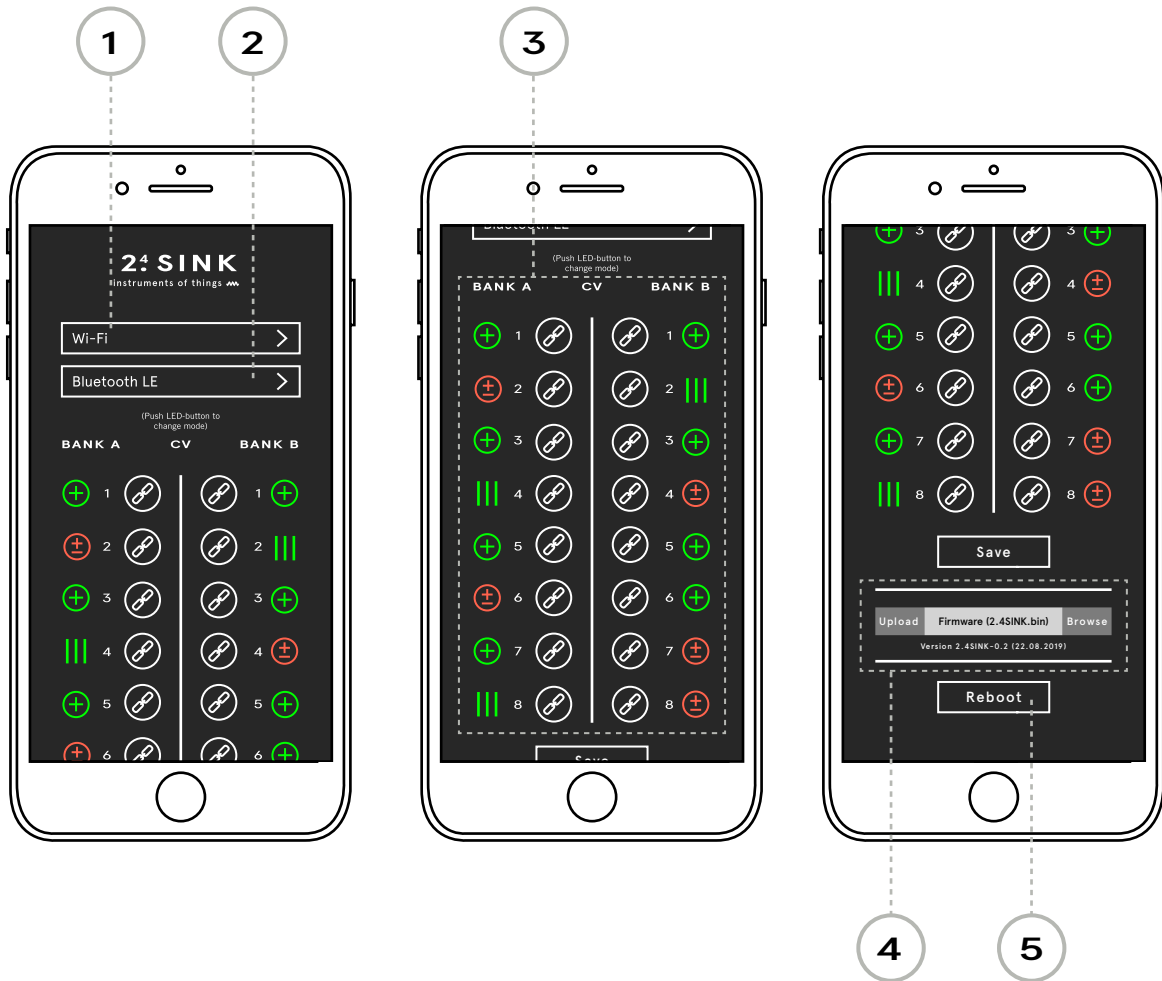 1 2 3
2.4 SINK
instruments of things
Wi-Fi
Bluetooth LE
(Push LED-button to
change mode)
BANK A CV BANK B
1 1
2 2
3 3
4 4
5 5
6 6
Bluetooth LE
(Push LED-button to
change mode)
BANK A CV BANK B
1 1
2 2
3 3
4 4
5 5
6 6
7 7
8 8
Save
3 3
4 4
5 5
6 6
7 7
8 8
Save
Upload Firmware (2.4SINK.bin) Browse
Version 2.4SINK-0.2 (22.08.2019)
Reboot
4 5